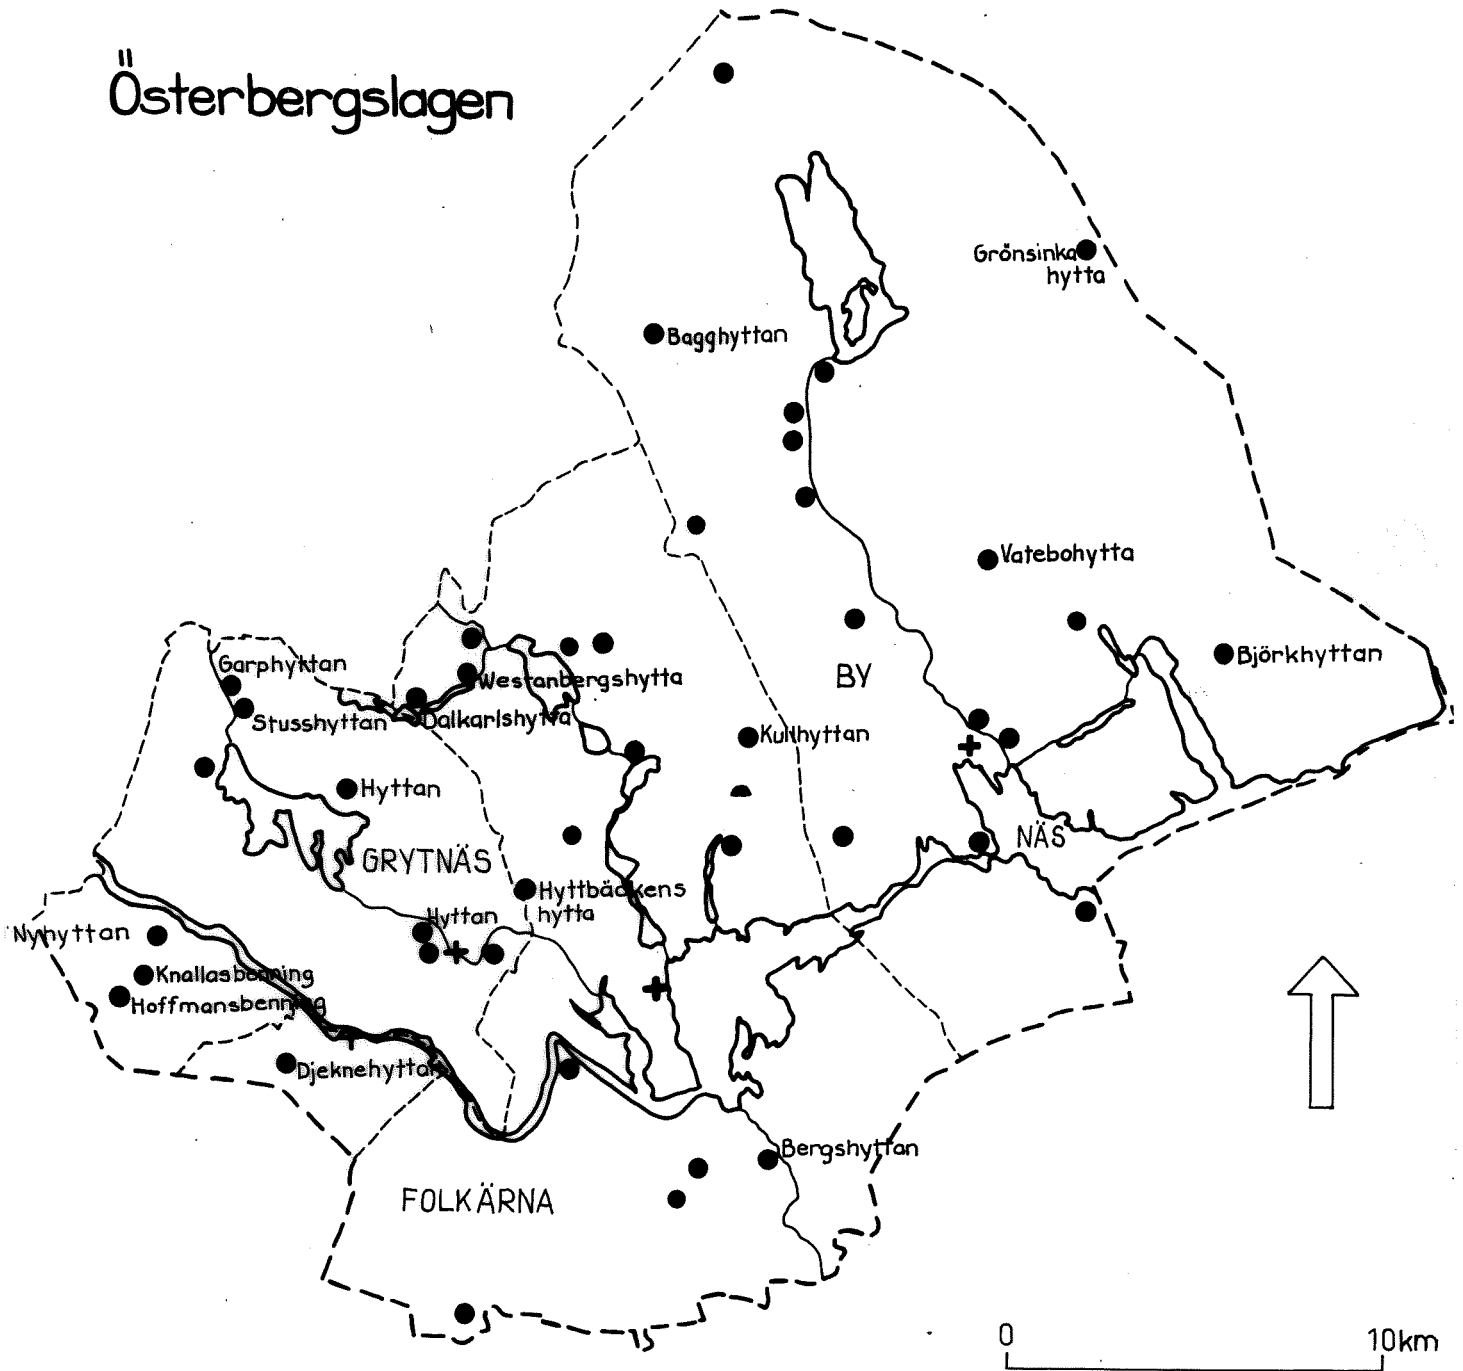 Österbergslagen
Grönsinka
hytta
Bagghyttan
Vatebohytta
Björkhyttan
Garphyttan
Westanbergshytta
BY
Stusshyttan
Dalkarlshytta
Kullhyttan
Hyttan
NÄS
GRYTNÄS
Hyttbäckens
hytta
Hyttan
Nyhyttan
Knallasbenning
Hoffmansbenning
Djeknehyttan
Bergshyttan
FOLKÄRNA
0
10km